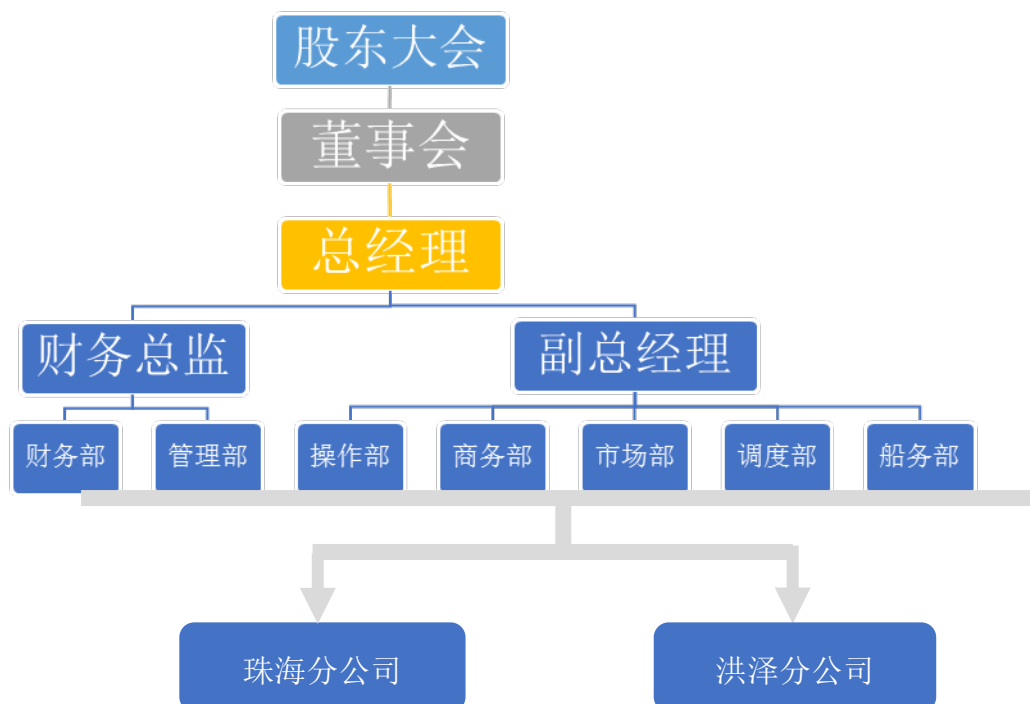 股东大会
董事会
总经理
财务总监
副总经理
财务部
管理部
操作部
商务部
市场部
调度部
船务部
珠海分公司
洪泽分公司